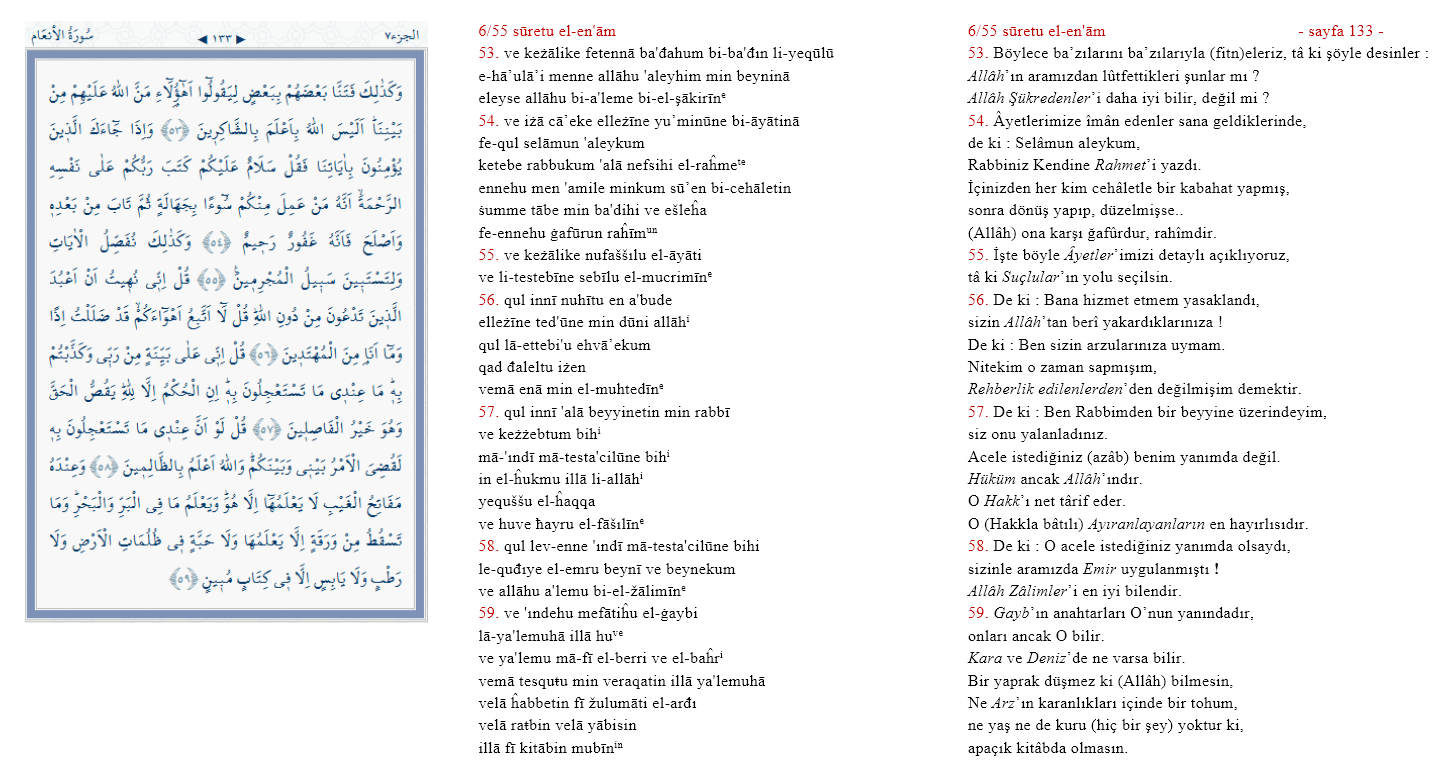 سُورَةُ الْأَنْعَامِ ◀ ١٣٣ ▶ الجزء٧
وَكَذٰلِكَ فَتَنَّا بَعْضَهُمْ بِبَعْضٍ لِيَقُولُٓوا اَهٰٓؤُ۬لَٓاءِ مَنَّ اللّٰهُ عَلَيْهِمْ مِنْ
بَيْنِنَاۜ اَلَيْسَ اللّٰهُ بِاَعْلَمَ بِالشَّاكِر۪ينَ ﴿٥٣﴾ وَاِذَا جَٓاءَكَ الَّذ۪ينَ
يُؤْمِنُونَ بِاٰيَاتِنَا فَقُلْ سَلَامٌ عَلَيْكُمْ كَتَبَ رَبُّكُمْ عَلٰى نَفْسِهِ
الرَّحْمَةَۙ اَنَّهُ مَنْ عَمِلَ مِنْكُمْ سُٓوءًا بِجَهَالَةٍ ثُمَّ تَابَ مِنْ بَعْدِه۪
وَاَصْلَحَ فَاَنَّهُ غَفُورٌ رَح۪يمٌ ﴿٥٤﴾ وَكَذٰلِكَ نُفَصِّلُ الْاٰيَاتِ
وَلِتَسْتَب۪ينَ سَب۪يلُ الْمُجْرِم۪ينَ۟ ﴿٥٥﴾ قُلْ اِنّ۪ي نُه۪يتُ اَنْ اَعْبُدَ
الَّذ۪ينَ تَدْعُونَ مِنْ دُونِ اللّٰهِۜ قُلْ لَٓا اَتَّبِعُ اَهْوَٓاءَكُمْۙ قَدْ ضَلَلْتُ اِذًا
وَمَٓا اَنَا۬ مِنَ الْمُهْتَد۪ينَ ﴿٥٦﴾ قُلْ اِنّ۪ي عَلٰى بَيِّنَةٍ مِنْ رَبّ۪ي وَكَذَّبْتُمْ
بِه۪ۜ مَا عِنْد۪ي مَا تَسْتَعْجِلُونَ بِه۪ۜ اِنِ الْحُكْمُ اِلَّا لِلّٰهِۜ يَقُصُّ الْحَقَّ
وَهُوَ خَيْرُ الْفَاصِل۪ينَ ﴿٥٧﴾ قُلْ لَوْ اَنَّ عِنْد۪ي مَا تَسْتَعْجِلُونَ بِه۪
لَقُضِيَ الْاَمْرُ بَيْن۪ي وَبَيْنَكُمْۜ وَاللّٰهُ اَعْلَمُ بِالظَّالِم۪ينَ ﴿٥٨﴾ وَعِنْدَهُ
مَفَاتِحُ الْغَيْبِ لَا يَعْلَمُهَٓا اِلَّا هُوَۜ وَيَعْلَمُ مَا فِي الْبَرِّ وَالْبَحْرِۜ وَمَا
تَسْقُطُ مِنْ وَرَقَةٍ اِلَّا يَعْلَمُهَا وَلَا حَبَّةٍ ف۪ي ظُلُمَاتِ الْاَرْضِ وَلَا
رَطْبٍ وَلَا يَابِسٍ اِلَّا ف۪ي كِتَابٍ مُب۪ينٍ ﴿٥٩﴾
6/55 sūretu el-en'ām
53. ve keżālike fetennā ba'đahum bi-ba'đın li-yeqūlū
e-hā’ulā’i menne allāhu 'aleyhim min beyninā
eleyse allāhu bi-a'leme bi-el-şākirīnᵉ
54. ve iżā cā’eke elleżīne yu’minūne bi-āyātinā
fe-qul selāmun 'aleykum
ketebe rabbukum 'alā nefsihi el-raĥmeᵗᵉ
ennehu men 'amile minkum sū’en bi-cehāletin
ṡumme tābe min ba'dihi ve ešleĥa
fe-ennehu ġafūrun raĥīmᵘⁿ
55. ve keżālike nufaššılu el-āyāti
ve li-testebīne sebīlu el-mucrimīnᵉ
56. qul innī nuhītu en a'bude
elleżīne ted'ūne min dūni allāhⁱ
qul lā-ettebi'u ehvā’ekum
qad đaleltu iżen
vemā enā min el-muhtedīnᵉ
57. qul innī 'alā beyyinetin min rabbī
ve keżżebtum bihⁱ
mā-'ındī mā-testa'cilūne bihⁱ
in el-ĥukmu illā li-allāhⁱ
yequššu el-ĥaqqa
ve huve ħayru el-fāšılīnᵉ
58. qul lev-enne 'ındī mā-testa'cilūne bihi
le-quđıye el-emru beynī ve beynekum
ve allāhu a'lemu bi-el-žālimīnᵉ
59. ve 'ındehu mefātiĥu el-ġaybi
lā-ya'lemuhā illā huᵛᵉ
ve ya'lemu mā-fī el-berri ve el-baĥrⁱ
vemā tesquŧu min veraqatin illā ya'lemuhā
velā ĥabbetin fī žulumāti el-arđı
velā raŧbin velā yābisin
illā fī kitābin mubīnⁱⁿ
6/55 sūretu el-en'ām - sayfa 133 -
53. Böylece ba’zılarını ba’zılarıyla (fitn)eleriz, tâ ki şöyle desinler :
Allâh’ın aramızdan lûtfettikleri şunlar mı ?
Allâh Şükredenler’i daha iyi bilir, değil mi ?
54. Âyetlerimize îmân edenler sana geldiklerinde,
de ki : Selâmun aleykum,
Rabbiniz Kendine Rahmet’i yazdı.
İçinizden her kim cehâletle bir kabahat yapmış,
sonra dönüş yapıp, düzelmişse..
(Allâh) ona karşı ğafûrdur, rahîmdir.
55. İşte böyle Âyetler’imizi detaylı açıklıyoruz,
tâ ki Suçlular’ın yolu seçilsin.
56. De ki : Bana hizmet etmem yasaklandı,
sizin Allâh’tan berî yakardıklarınıza !
De ki : Ben sizin arzularınıza uymam.
Nitekim o zaman sapmışım,
Rehberlik edilenlerden’den değilmişim demektir.
57. De ki : Ben Rabbimden bir beyyine üzerindeyim,
siz onu yalanladınız.
Acele istediğiniz (azâb) benim yanımda değil.
Hüküm ancak Allâh’ındır.
O Hakk’ı net târif eder.
O (Hakkla bâtılı) Ayıranlayanların en hayırlısıdır.
58. De ki : O acele istediğiniz yanımda olsaydı,
sizinle aramızda Emir uygulanmıştı !
Allâh Zâlimler’i en iyi bilendir.
59. Gayb’ın anahtarları O’nun yanındadır,
onları ancak O bilir.
Kara ve Deniz’de ne varsa bilir.
Bir yaprak düşmez ki (Allâh) bilmesin,
Ne Arz’ın karanlıkları içinde bir tohum,
ne yaş ne de kuru (hiç bir şey) yoktur ki,
apaçık kitâbda olmasın.